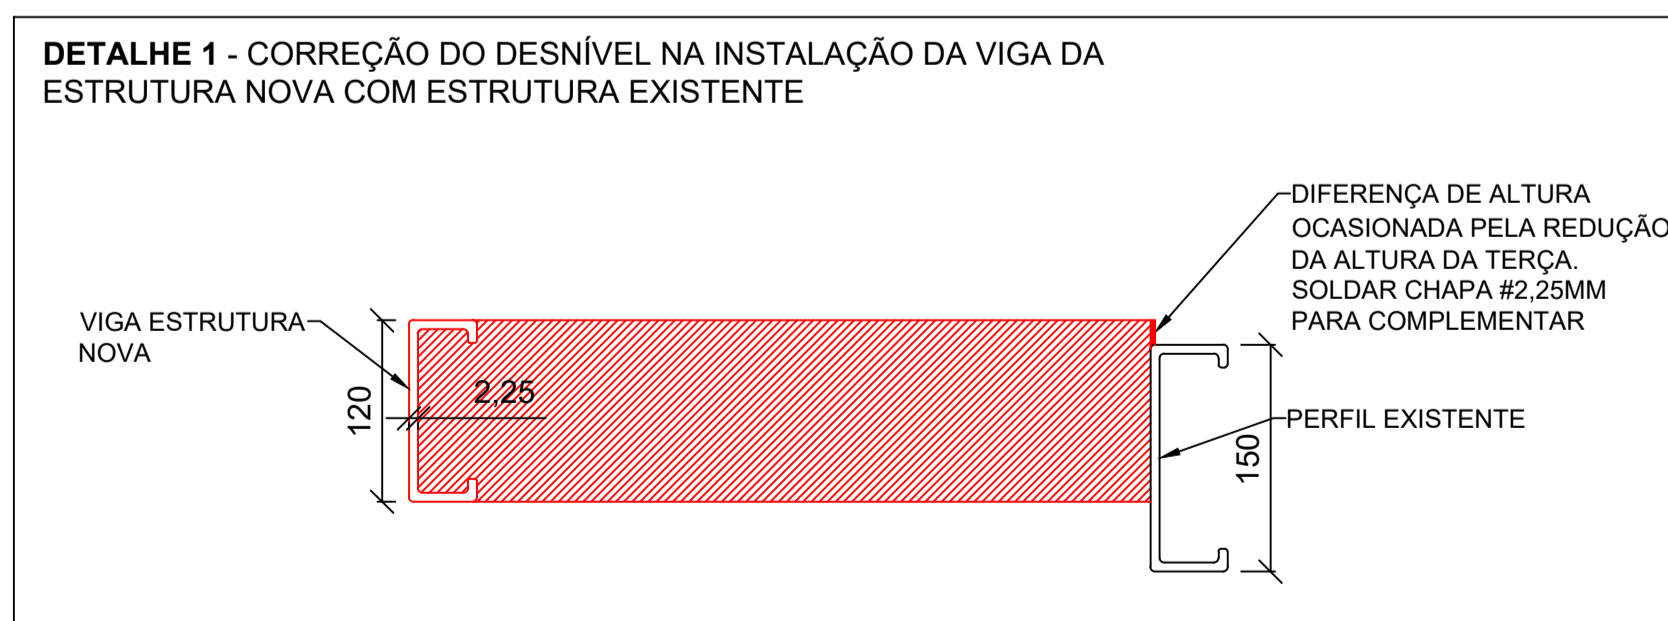 DETALHE 1 - CORREÇÃO DO DESNÍVEL NA INSTALAÇÃO DA VIGA DA
ESTRUTURA NOVA COM ESTRUTURA EXISTENTE
DIFERENÇA DE ALTURA
OCASIONADA PELA REDUÇÃO
DA ALTURA DA TERÇA.
SOLDAR CHAPA #2,25MM
PARA COMPLEMENTAR
VIGA ESTRUTURA
NOVA
120
2,25
PERFIL EXISTENTE
150